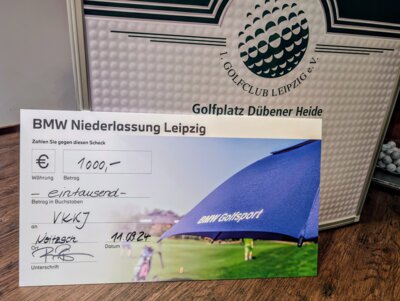 1. GOLFCLUB LEIPZIG e.V.
Golfplatz Dübener Heide
BMW Niederlassung Leipzig
Zahlen Sie gegen diesen Scheck
€ 1000,-
Währung Betrag
- eintausend -
Betrag in Buchstaben
VKKJ
an
11.09.24
Ort Datum
Unterschrift
BMW Golfsport